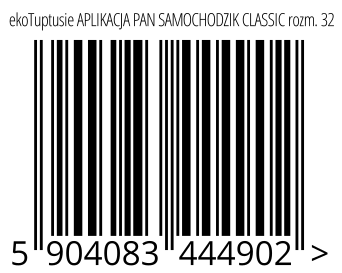 ekoTuptusie APLIKACJA PAN SAMOCHODZIK CLASSIC rozm. 32
5 904083 444902 >